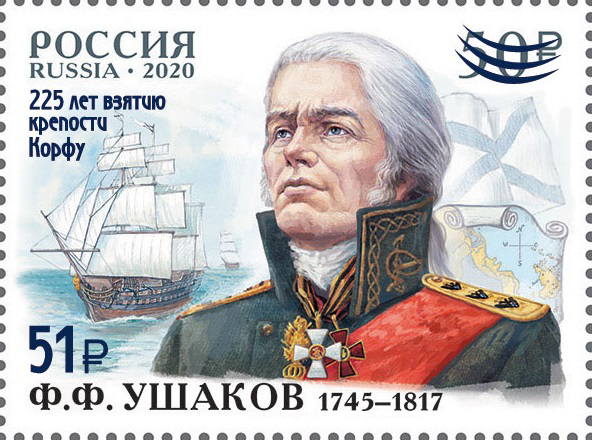 РОССИЯ
RUSSIA · 2020
50₽
225 лет взятию
крепости
Корфу
N
W E
S
51₽
Ф.Ф. УШАКОВ 1745–1817